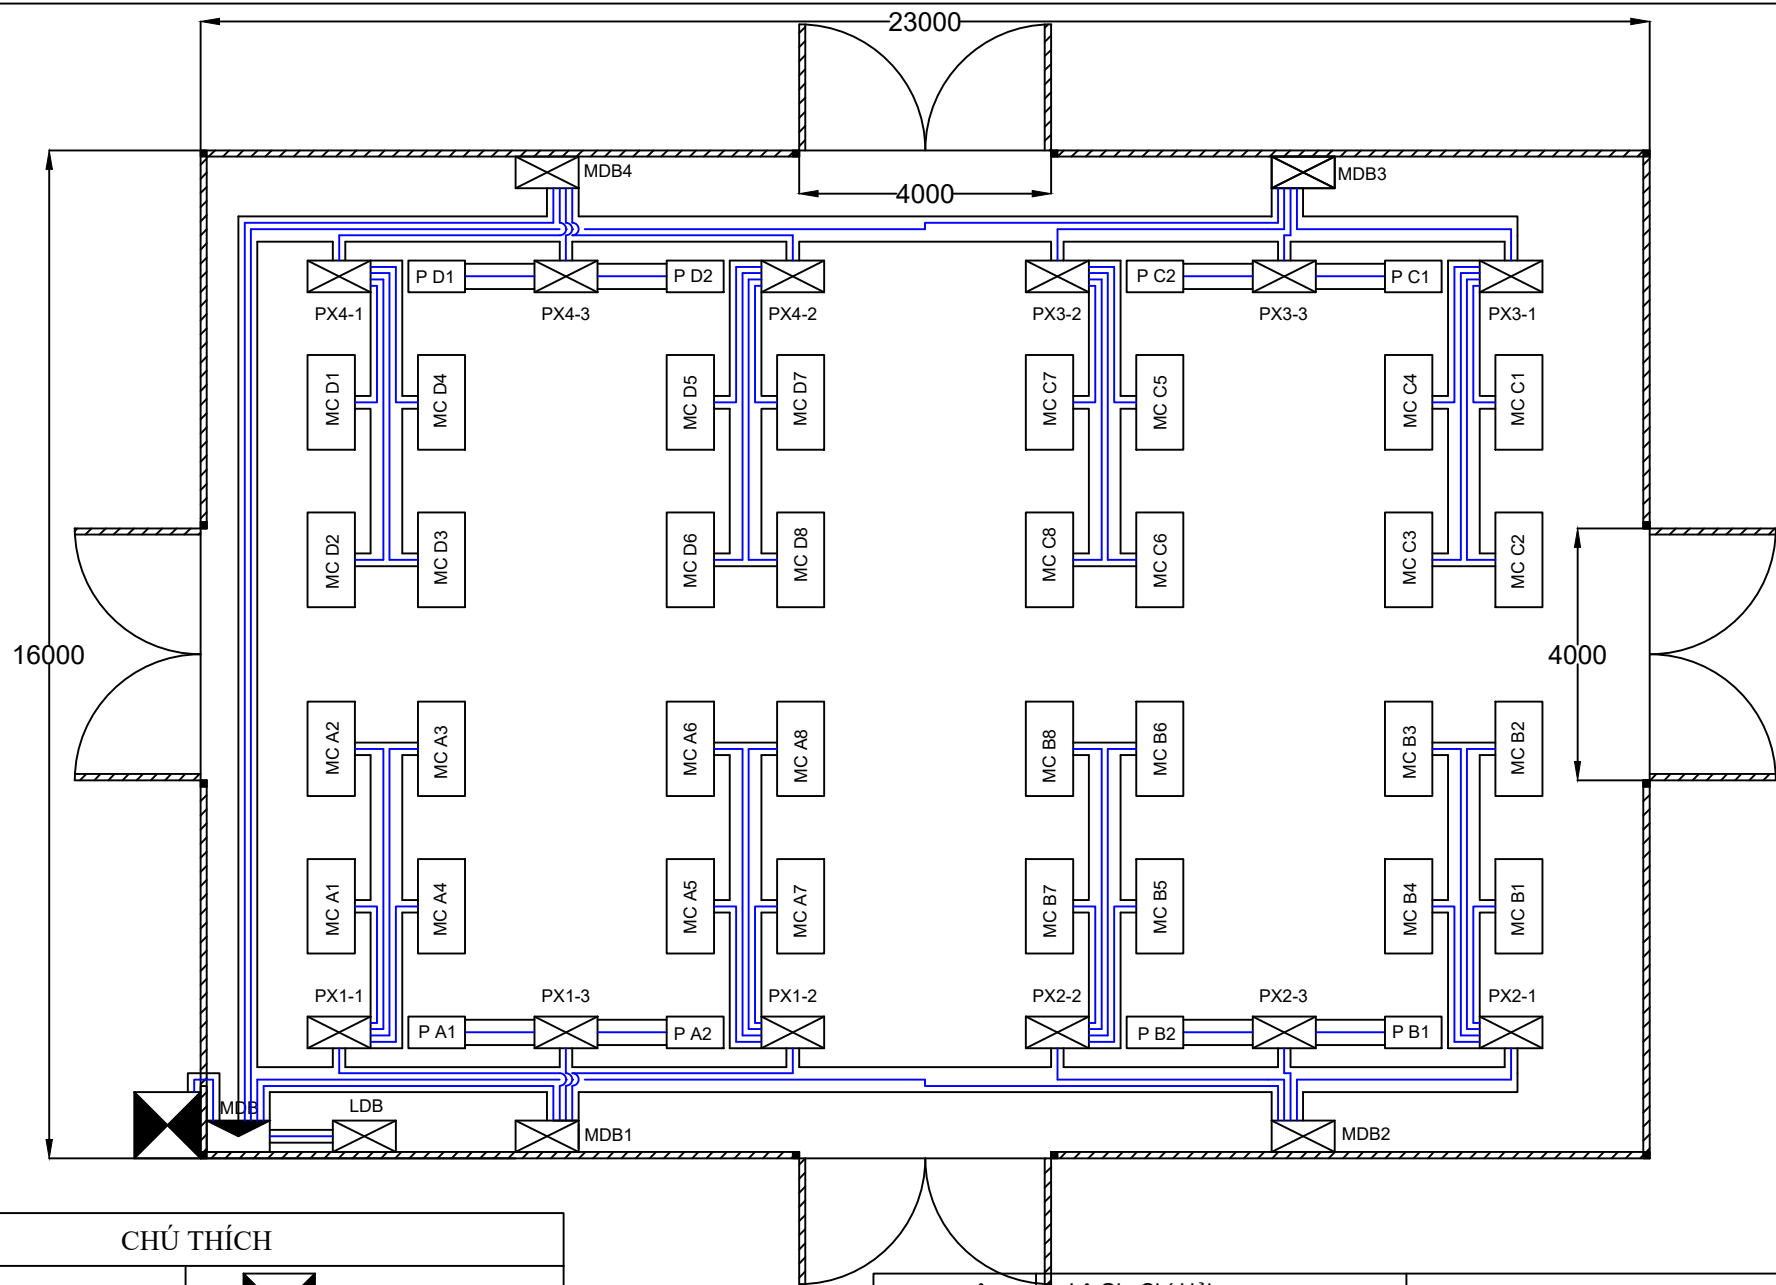 23000
MDB4
MDB3
4000
P D1
P D2
P C2
P C1
PX4-1
PX4-3
PX4-2
PX3-2
PX3-3
PX3-1
MC D1
MC D4
MC D5
MC D7
MC C7
MC C5
MC C4
MC C1
MC D2
MC D3
MC D6
MC D8
MC C8
MC C6
MC C3
MC C2
16000
4000
MC A2
MC A3
MC A6
MC A8
MC B8
MC B6
MC B3
MC B2
MC A1
MC A4
MC A5
MC A7
MC B7
MC B5
MC B4
MC B1
PX1-1
PX1-3
PX1-2
PX2-2
PX2-3
PX2-1
P A1
P A2
P B2
P B1
MDB
LDB
MDB1
MDB2
CHÚ THÍCH